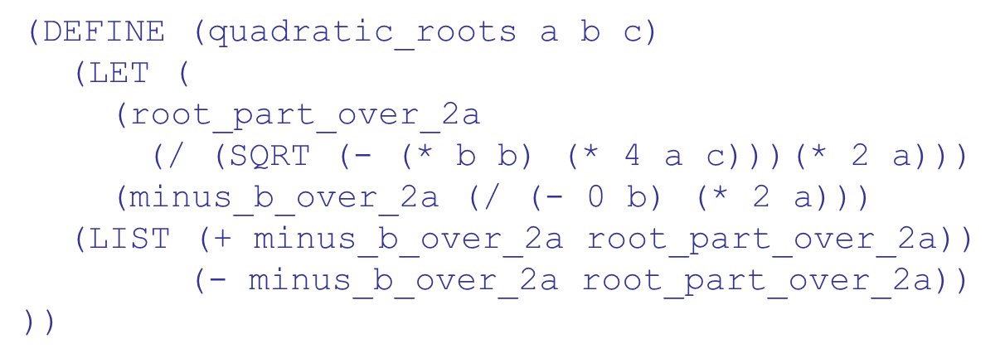 (DEFINE (quadratic_roots a b c)
(LET (
(root_part_over_2a
(/ (SQRT (- (* b b) (* 4 a c)))(* 2 a)))
(minus_b_over_2a (/ (- 0 b) (* 2 a)))
(LIST (+ minus_b_over_2a root_part_over_2a))
(- minus_b_over_2a root_part_over_2a))
))